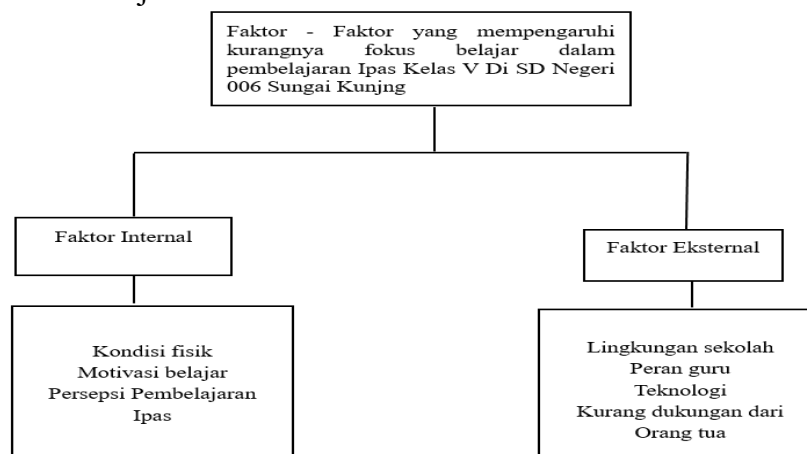 Faktor - Faktor yang mempengaruhi
kurangnya fokus belajar dalam
pembelajaran Ipas Kelas V Di SD Negeri
006 Sungai Kunjng
Faktor Internal
Faktor Eksternal
Kondisi fisik
Motivasi belajar
Persepsi Pembelajaran
Ipas
Lingkungan sekolah
Peran guru
Teknologi
Kurang dukungan dari
Orang tua